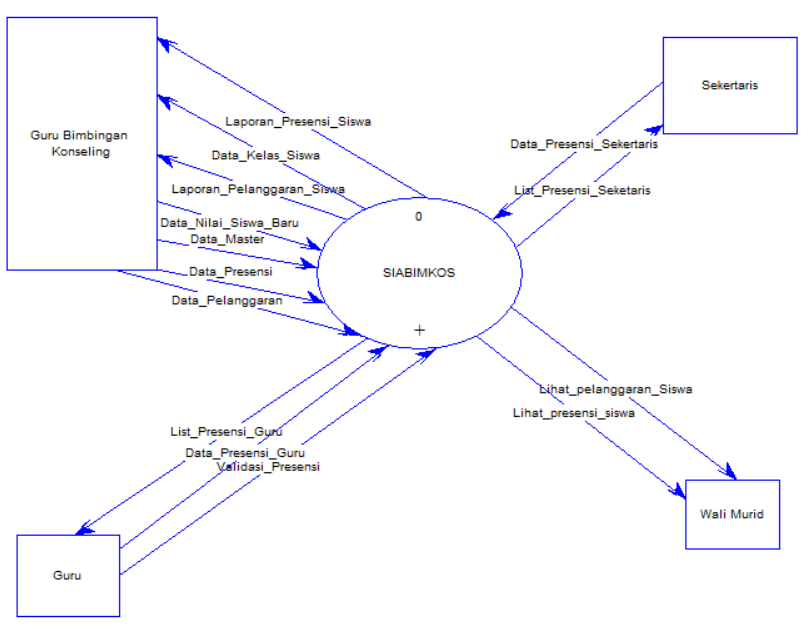 Sekertaris
Laporan_Presensi_Siswa
Guru Bimbingan
Konseling
Data_Presensi_Sekertaris
Data_Kelas_Siswa
Laporan_Pelanggaran_Siswa
List_Presensi_Seketaris
0
Data_Nilai_Siswa_Baru
Data_Master
Data_Presensi
SIABIMKOS
Data_Pelanggaran
+
Lihat_pelanggaran_Siswa
Lihat_presensi_siswa
List_Presensi_Guru
Data_Presensi_Guru
Validasi_Presensi
Wali Murid
Guru